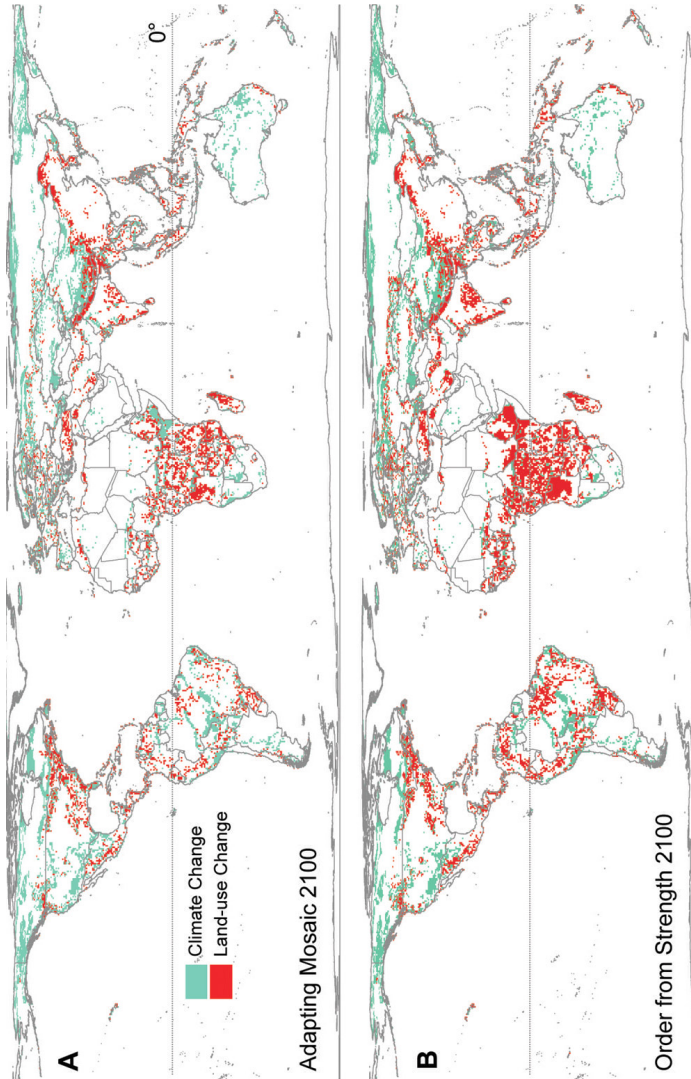 A
0°
Climate Change
Land-use Change
Adapting Mosaic 2100
B
Order from Strength 2100